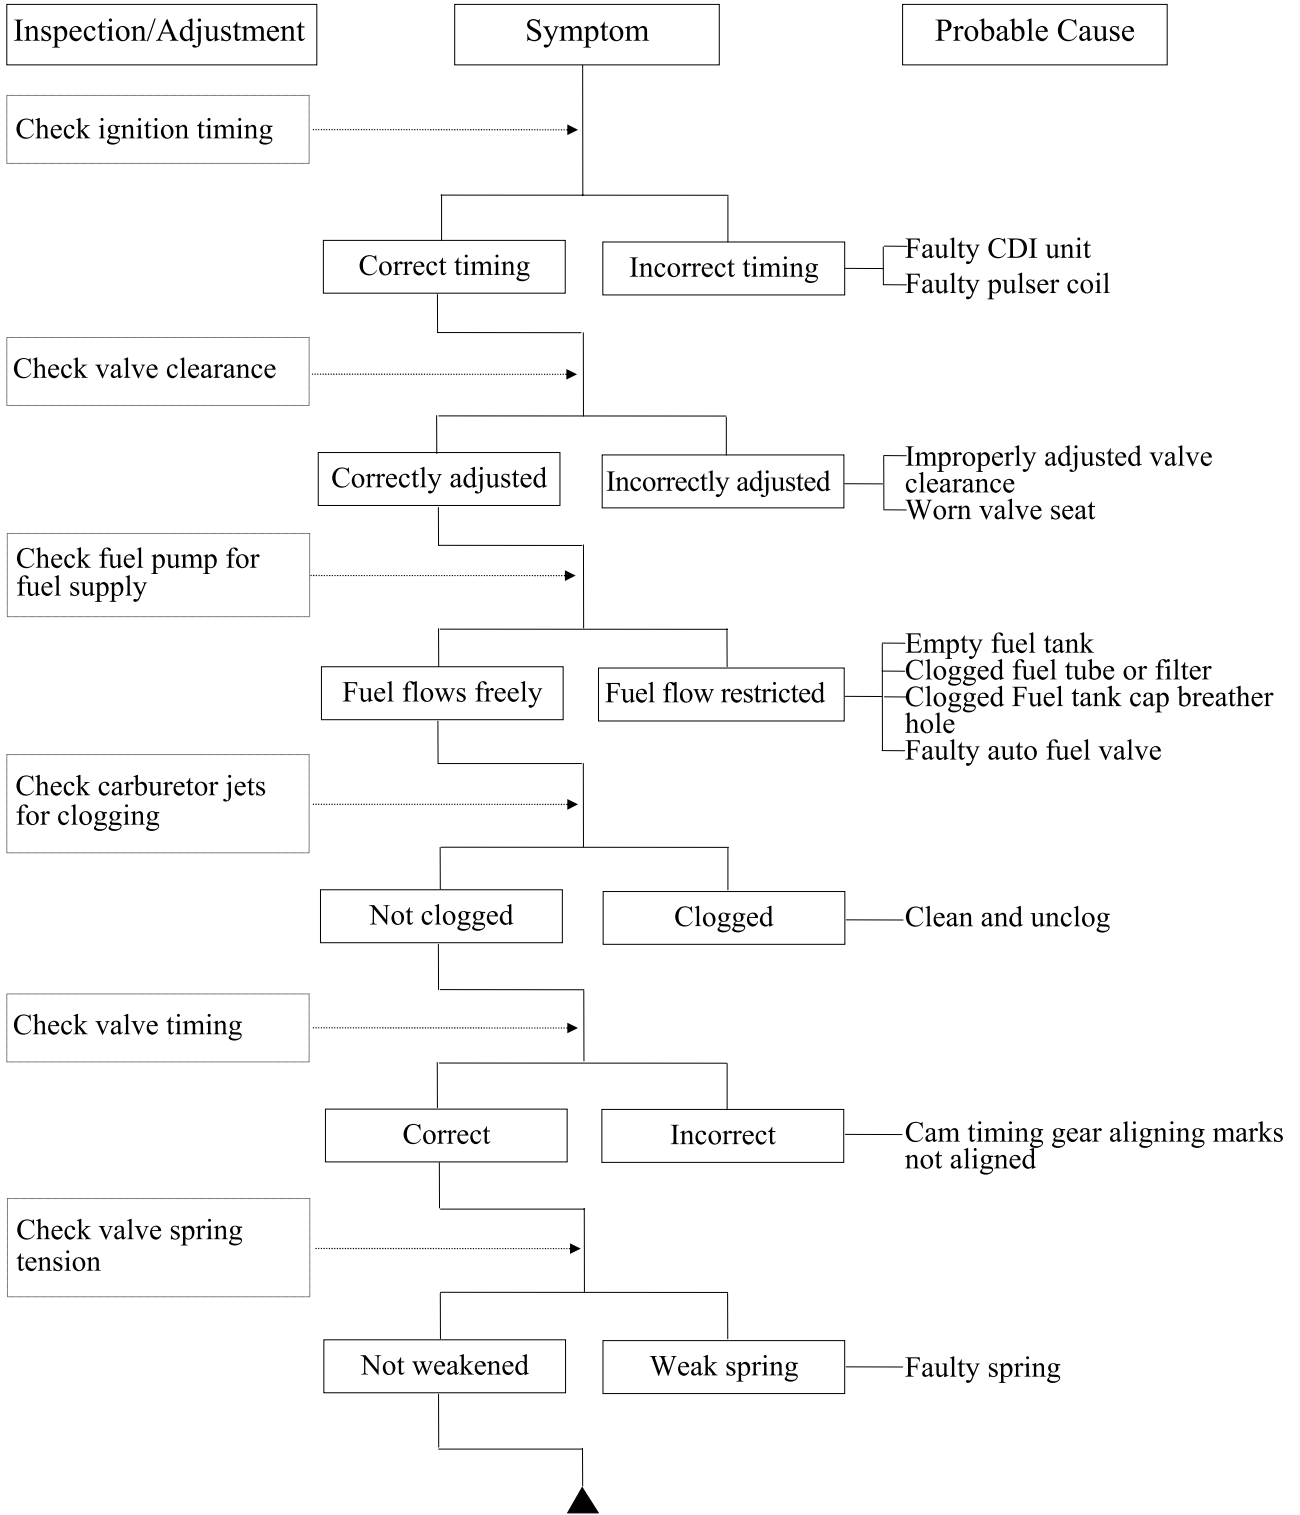 Inspection/Adjustment
Symptom
Probable Cause
Check ignition timing
Correct timing
Incorrect timing
Faulty CDI unit
Faulty pulser coil
Check valve clearance
Correctly adjusted
Incorrectly adjusted
Improperly adjusted valve
clearance
Worn valve seat
Check fuel pump for
fuel supply
Fuel flows freely
Fuel flow restricted
Empty fuel tank
Clogged fuel tube or filter
Clogged Fuel tank cap breather
hole
Faulty auto fuel valve
Check carburetor jets
for clogging
Not clogged
Clogged
Clean and unclog
Check valve timing
Correct
Incorrect
Cam timing gear aligning marks
not aligned
Check valve spring
tension
Not weakened
Weak spring
Faulty spring